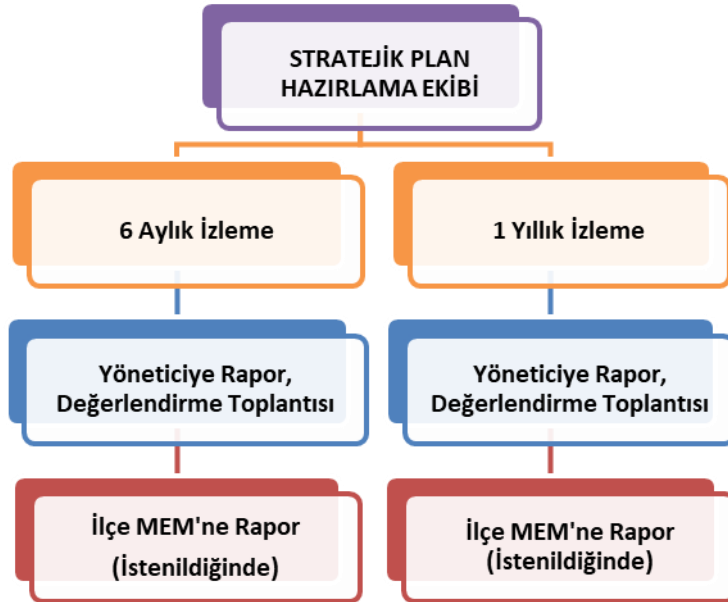 STRATEJİK PLAN
HAZIRLAMA EKİBİ
6 Aylık İzleme
1 Yıllık İzleme
Yöneticiye Rapor,
Değerlendirme Toplantısı
Yöneticiye Rapor,
Değerlendirme Toplantısı
İlçe MEM'ne Rapor
(İstenildiğinde)
İlçe MEM'ne Rapor
(İstenildiğinde)